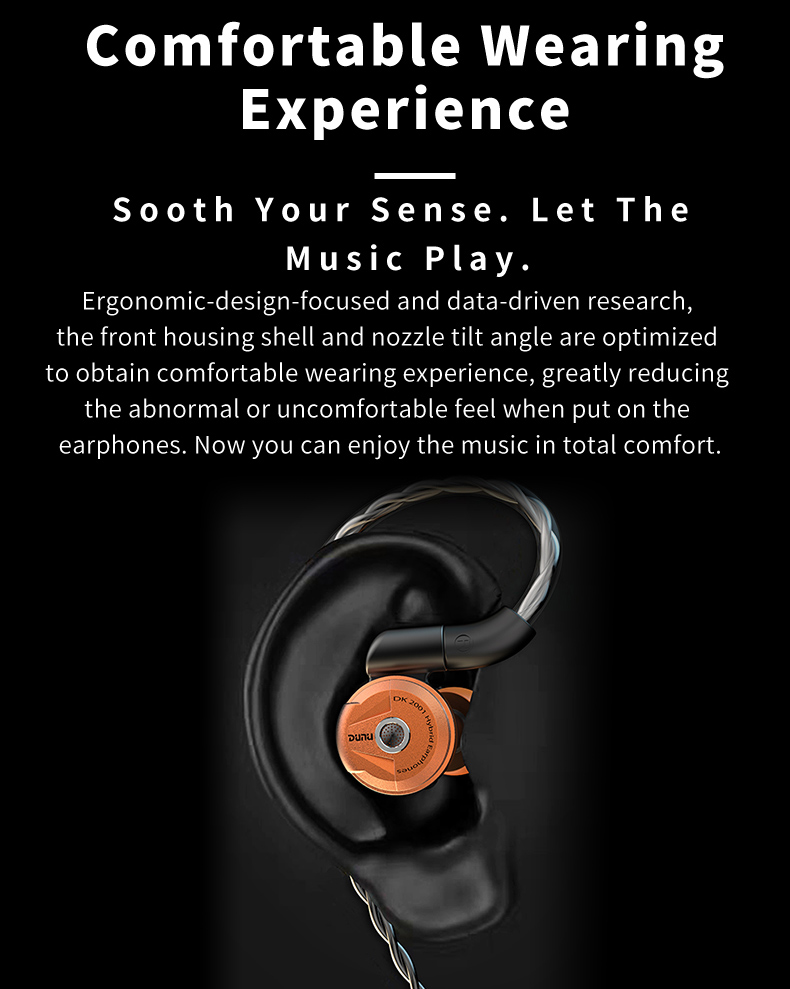 Comfortable Wearing
Experience
Sooth Your Sense. Let The
Music Play.
Ergonomic-design-focused and data-driven research,
the front housing shell and nozzle tilt angle are optimized
to obtain comfortable wearing experience, greatly reducing
the abnormal or uncomfortable feel when put on the
earphones. Now you can enjoy the music in total comfort.
DUNU
DK 2001 Hybrid Earphones